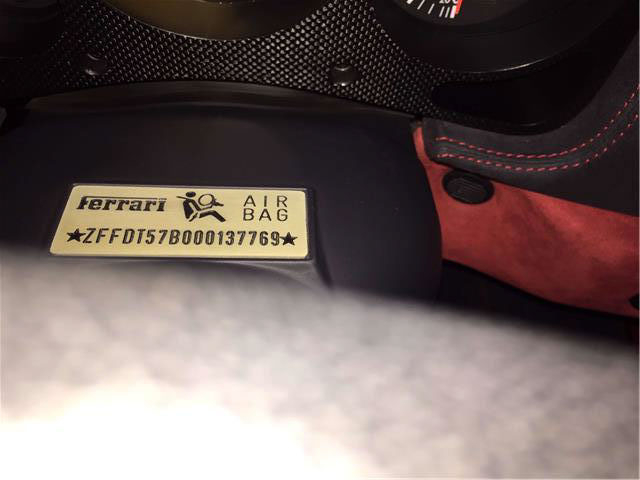 ferrari AIR BAG
★ZFFDT57B000137769★